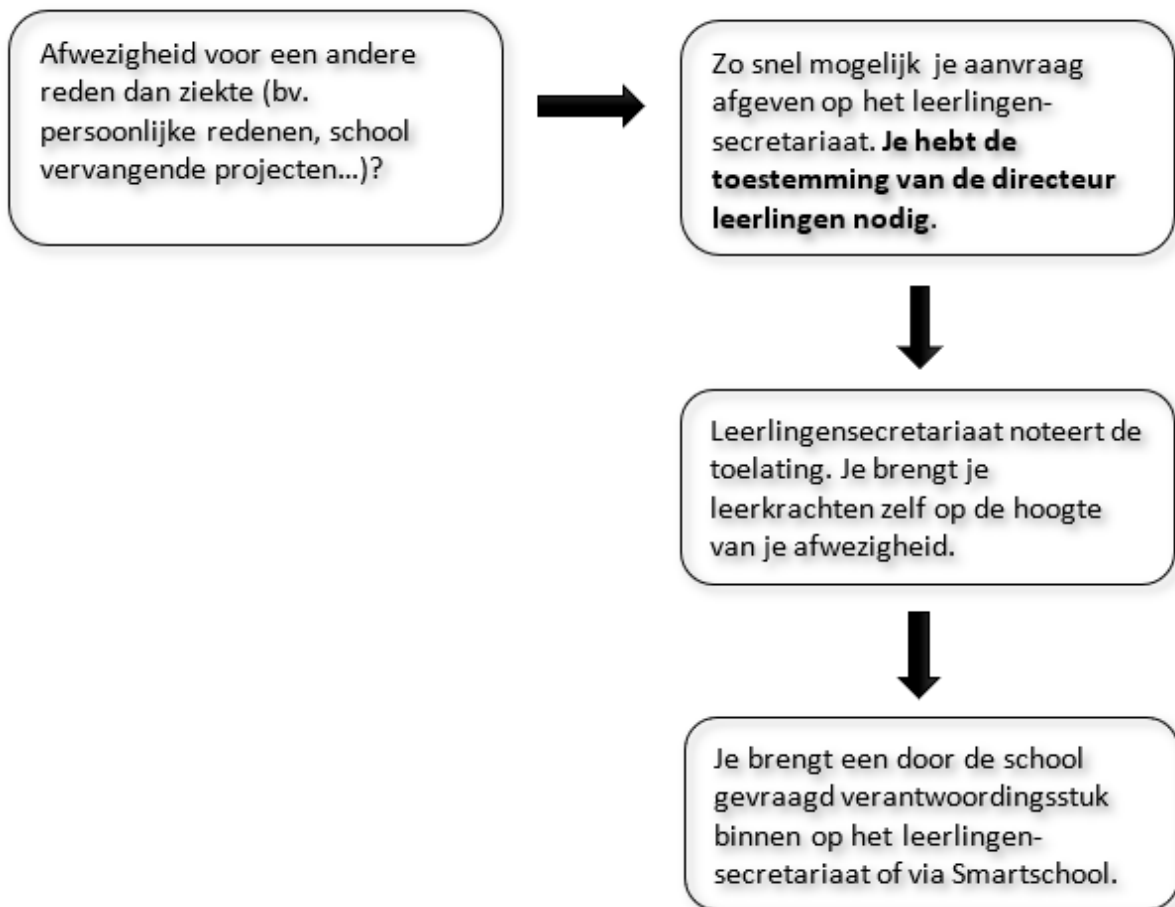 Afwezigheid voor een andere
reden dan ziekte (bv.
persoonlijke redenen, school
vervangende projecten...)?
Zo snel mogelijk je aanvraag
afgeven op het leerlingen-
secretariaat. Je hebt de
toestemming van de directeur
leerlingen nodig.
Leerlingensecretariaat noteert de
toelating. Je brengt je
leerkrachten zelf op de hoogte
van je afwezigheid.
Je brengt een door de school
gevraagd verantwoordingsstuk
binnen op het leerlingen-
secretariaat of via Smartschool.